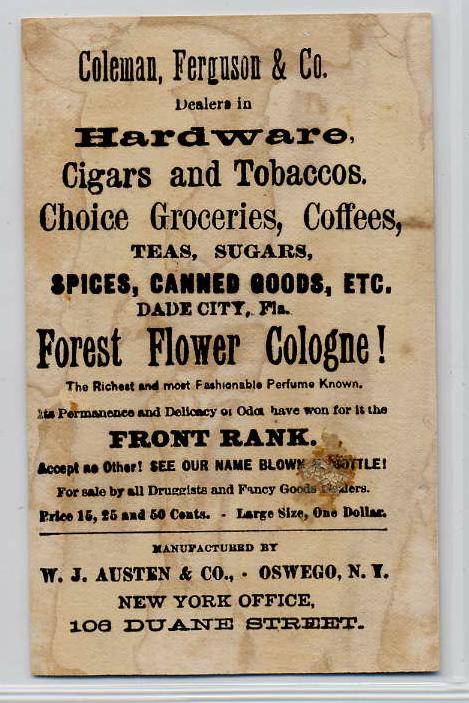 Coleman, Ferguson & Co.
Dealers in
Hardware,
Cigars and Tobaccos.
Choice Groceries, Coffees,
TEAS, SUGARS,
SPICES, CANNED GOODS, ETC.
DADE CITY, Fla.
Forest Flower Cologne!
The Richest and most Fashionable Perfume Known.
Its Permanence and Delicacy of Odor have won for it the
FRONT RANK.
Accept no Other! SEE OUR NAME BLOWN BOTTLE!
For sale by all Druggists and Fancy Goods Dealers.
Price 15, 25 and 50 Cents. - Large Size, One Dollar.
MANUFACTURED BY
W. J. AUSTEN & CO., - OSWEGO, N. Y.
NEW YORK OFFICE,
106 DUANE STREET.